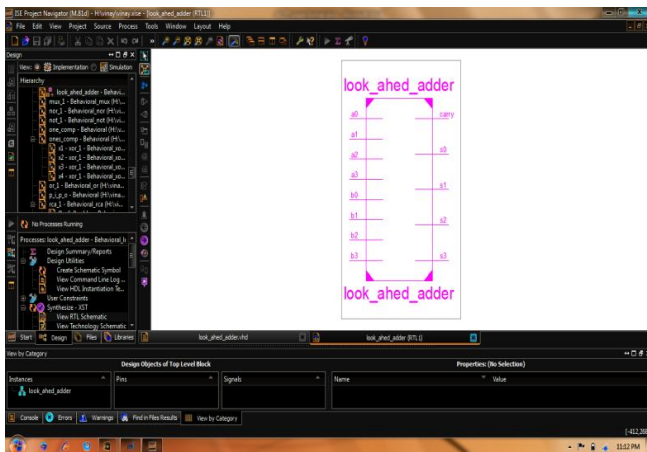 ISE Project Navigator (M.81d) - H:\vinay\vinay.xise - [look_ahed_adder (RTL1)]
File Edit View Project Source Process Tools Window Layout Help
Design
View: Implementation Simulation
Hierarchy
look_ahed_adder - Behavi...
mux_1 - Behavioral_mux (H:\...
nor_1 - Behavioral_nor (H:\vi...
not_1 - Behavioral_not (H:\vi...
one_comp - Behavioral (H:\v...
ones_comp - Behavioral (H:\...
x1 - xor_1 - Behavioral_xo...
x2 - xor_1 - Behavioral_xo...
x3 - xor_1 - Behavioral_xo...
x4 - xor_1 - Behavioral_xo...
or_1 - Behavioral_or (H:\vina...
p_i_p_o - Behavioral (H:\vina...
rca_1 - Behavioral_rca (H:\vi...
No Processes Running
Processes: look_ahed_adder - Behavioral_l
Design Summary/Reports
Design Utilities
Create Schematic Symbol
View Command Line Log ...
View HDL Instantiation Te...
User Constraints
Synthesize - XST
View RTL Schematic
View Technology Schematic
Start Design Files Libraries
look_ahed_adder
a0 carry
a1
a2 s0
a3
b0 s1
b1
b2 s2
b3 s3
look_ahed_adder
look_ahed_adder.vhd look_ahed_adder (RTL1)
View by Category
Design Objects of Top Level Block Properties: (No Selection)
Instances Pins Signals Name Value
look_ahed_adder
Console Errors Warnings Find in Files Results View by Category
[-412,268
11:12 PM